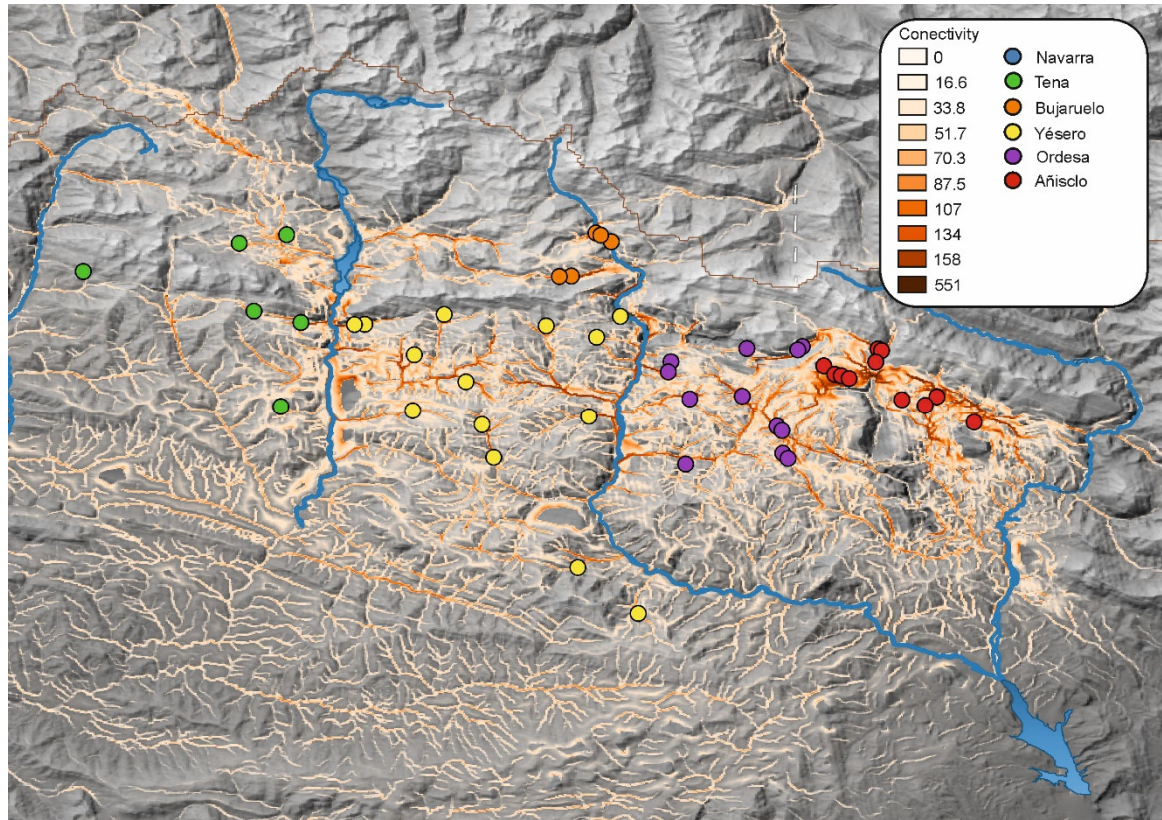 Conectivity
0
16.6
33.8
51.7
70.3
87.5
107
134
158
551
Navarra
Tena
Bujaruelo
Yésero
Ordesa
Añisclo